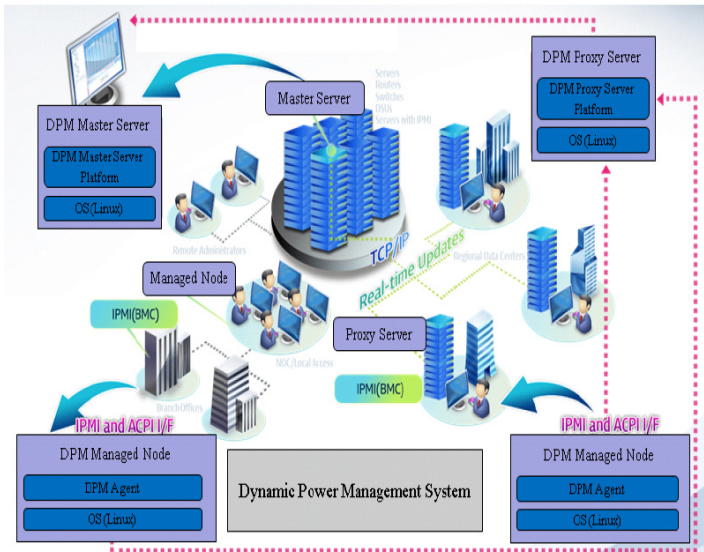 DPM Proxy Server
DPM Proxy Server
Platform
OS(Linux)
Master Server
Servers
Routers
Switches
DSUs
Servers with IPMI
DPM Master Server
DPM Master Server
Platform
OS(Linux)
Remote Administrators
TCP/IP
Real-time Updates
Regional Data Centers
Managed Node
IPMI(BMC)
NOC/Local Access
Proxy Server
IPMI(BMC)
Branch Offices
IPMI and ACPI I/F
DPM Managed Node
DPM Agent
OS(Linux)
Dynamic Power Management System
IPMI and ACPI I/F
DPM Managed Node
DPM Agent
OS(Linux)